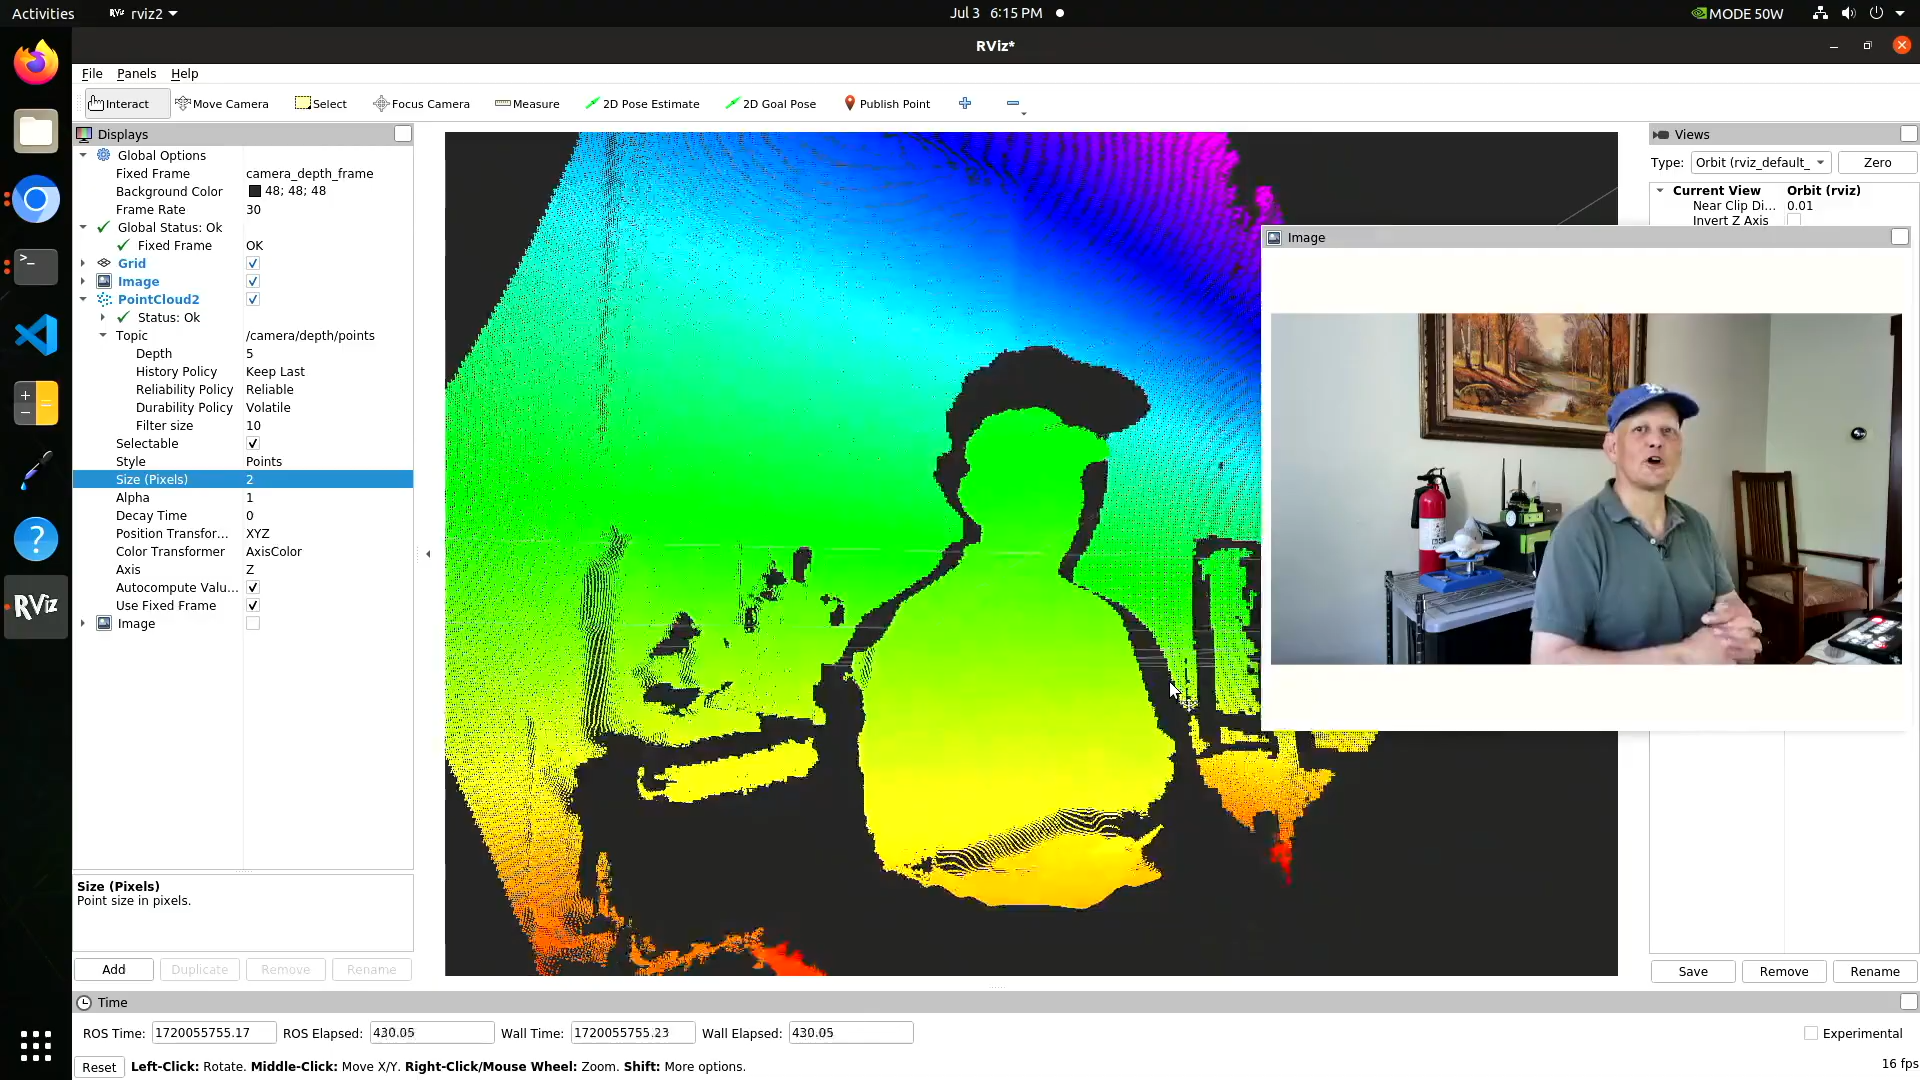 Activities rviz2 Jul 3 6:15 PM MODE 50W
RViz*
File Panels Help
Interact Move Camera Select Focus Camera Measure 2D Pose Estimate 2D Goal Pose Publish Point
Displays
Global Options
Fixed Frame camera_depth_frame
Background Color 48; 48; 48
Frame Rate 30
Global Status: Ok
Fixed Frame OK
Grid
Image
PointCloud2
Status: Ok
Topic /camera/depth/points
Depth 5
History Policy Keep Last
Reliability Policy Reliable
Durability Policy Volatile
Filter size 10
Selectable
Style Points
Size (Pixels) 2
Alpha 1
Decay Time 0
Position Transfor... XYZ
Color Transformer AxisColor
Axis Z
Autocompute Valu...
Use Fixed Frame
Image
Size (Pixels)
Point size in pixels.
Add Duplicate Remove Rename
Views
Type: Orbit (rviz_default_ Zero
Current View Orbit (rviz)
Near Clip Di... 0.01
Invert Z Axis
Image
Save Remove Rename
Time
ROS Time: 1720055755.17 ROS Elapsed: 430.05 Wall Time: 1720055755.23 Wall Elapsed: 430.05 Experimental
Reset Left-Click: Rotate. Middle-Click: Move X/Y. Right-Click/Mouse Wheel: Zoom. Shift: More options. 16 fps
RViz